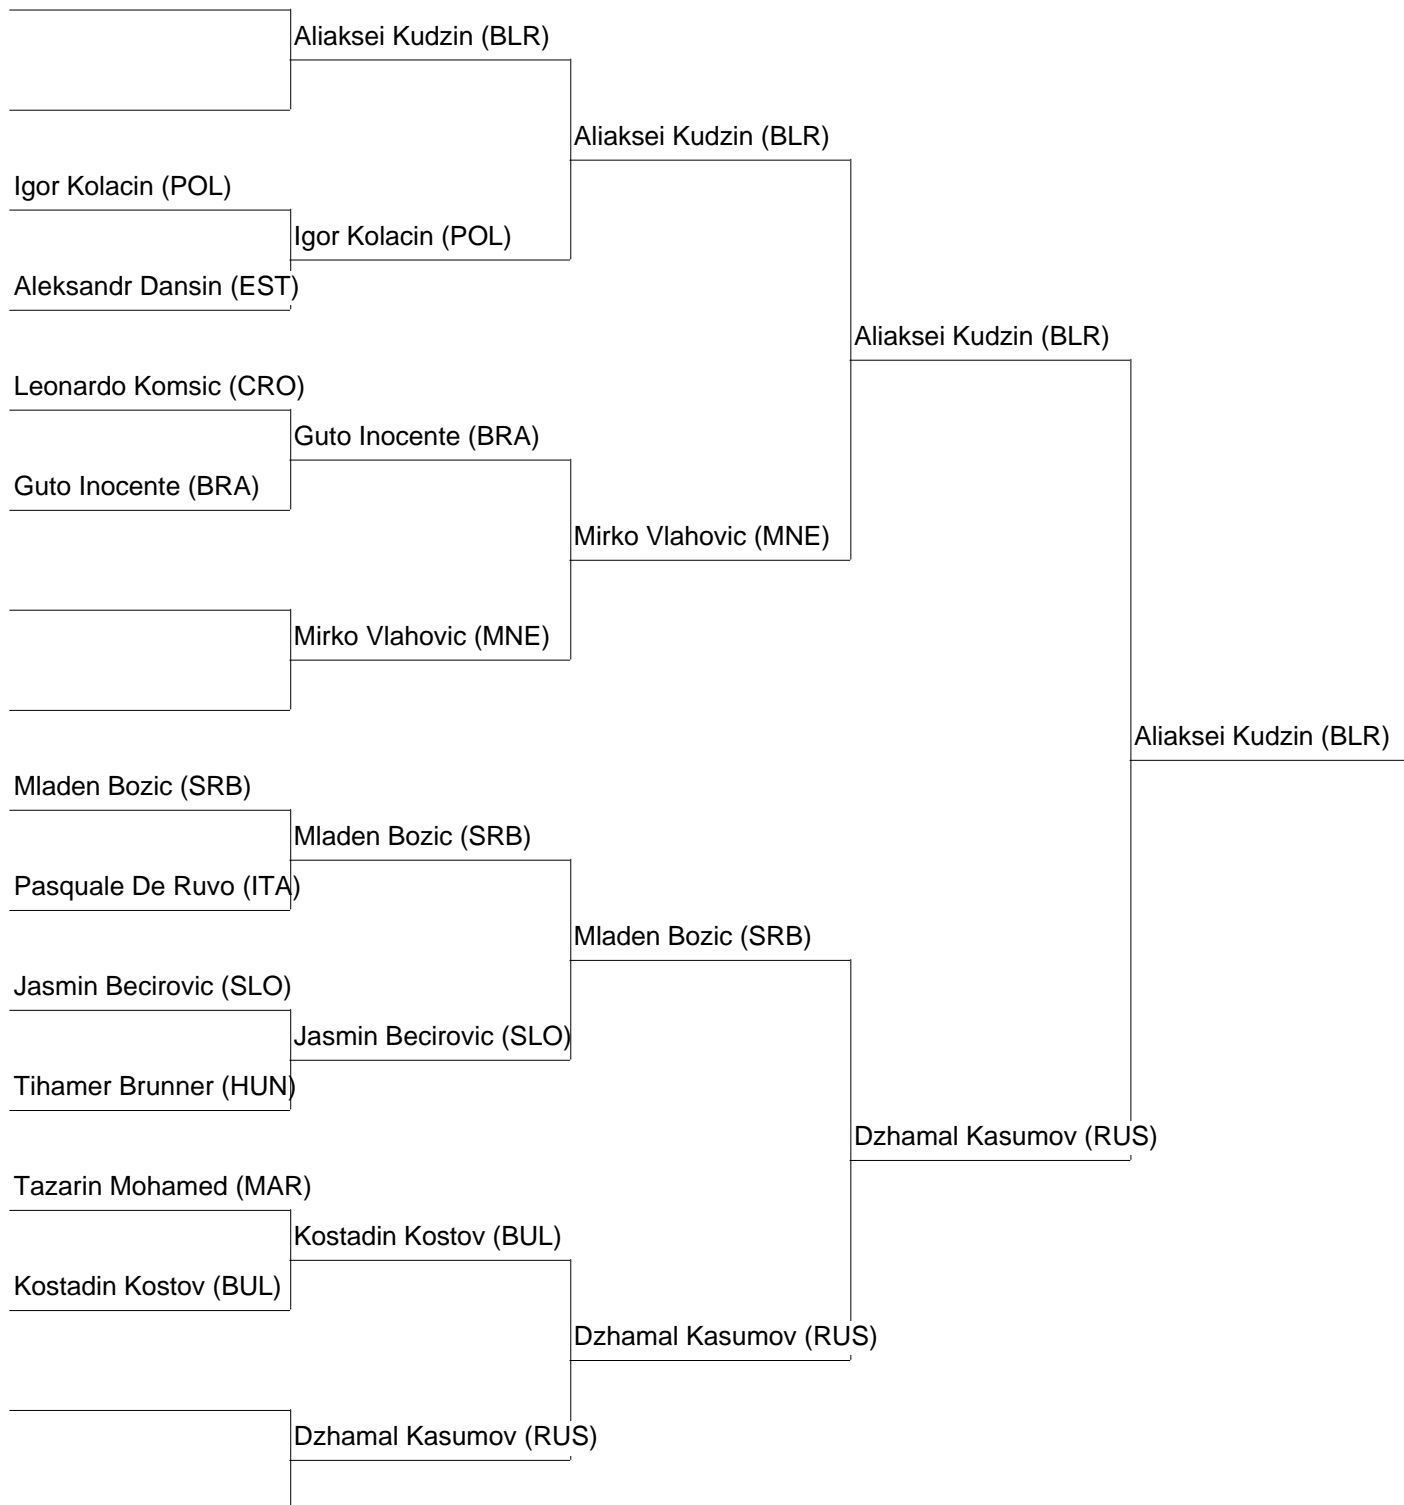 Aliaksei Kudzin (BLR)
Aliaksei Kudzin (BLR)
Igor Kolacin (POL)
Igor Kolacin (POL)
Aleksandr Dansin (EST)
Aliaksei Kudzin (BLR)
Leonardo Komsic (CRO)
Guto Inocente (BRA)
Guto Inocente (BRA)
Mirko Vlahovic (MNE)
Mirko Vlahovic (MNE)
Aliaksei Kudzin (BLR)
Mladen Bozic (SRB)
Mladen Bozic (SRB)
Pasquale De Ruvo (ITA)
Mladen Bozic (SRB)
Jasmin Becirovic (SLO)
Jasmin Becirovic (SLO)
Tihamer Brunner (HUN)
Dzhamal Kasumov (RUS)
Tazarin Mohamed (MAR)
Kostadin Kostov (BUL)
Kostadin Kostov (BUL)
Dzhamal Kasumov (RUS)
Dzhamal Kasumov (RUS)